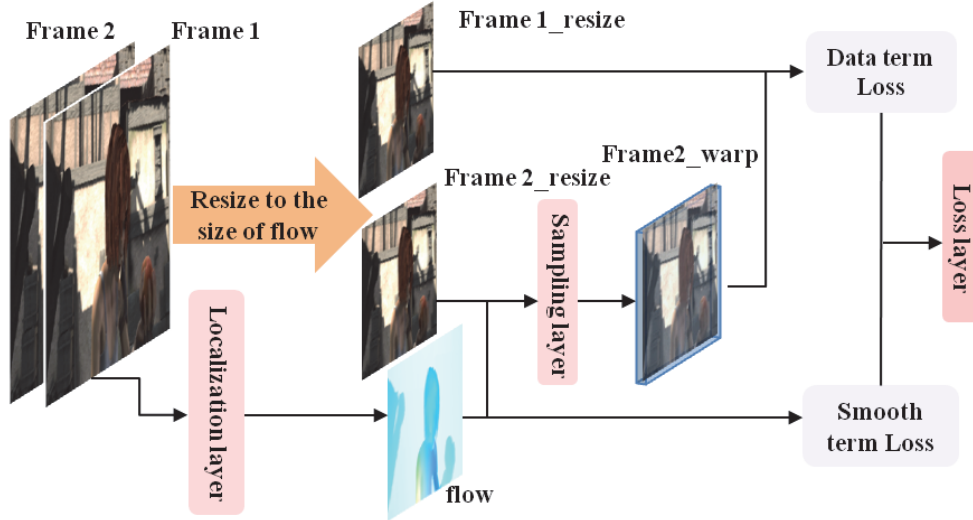 Frame 2
Frame 1
Frame 1_resize
Data term
Loss
Frame2_warp
Frame 2_resize
Resize to the
size of flow
Sampling layer
Loss layer
Localization layer
Smooth
term Loss
flow